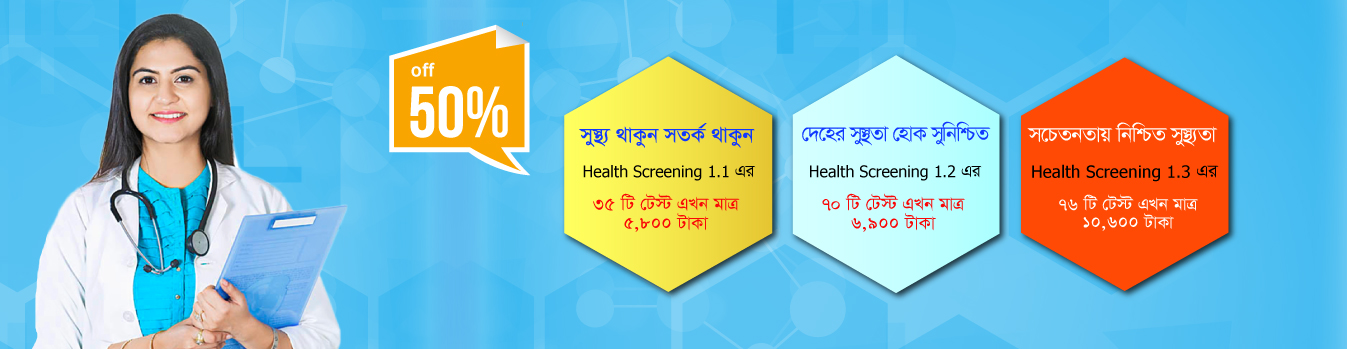 off
50%
সুস্থ্য থাকুন সতর্ক থাকুন
Health Screening 1.1 এর
৩৫ টি টেস্ট এখন মাত্র
৫,৮০০ টাকা
দেহের সুস্থতা হোক সুনিশ্চিত
Health Screening 1.2 এর
৭০ টি টেস্ট এখন মাত্র
৬,৯০০ টাকা
সচেতনতায় নিশ্চিত সুস্থ্যতা
Health Screening 1.3 এর
৭৬ টি টেস্ট এখন মাত্র
১০,৬০০ টাকা